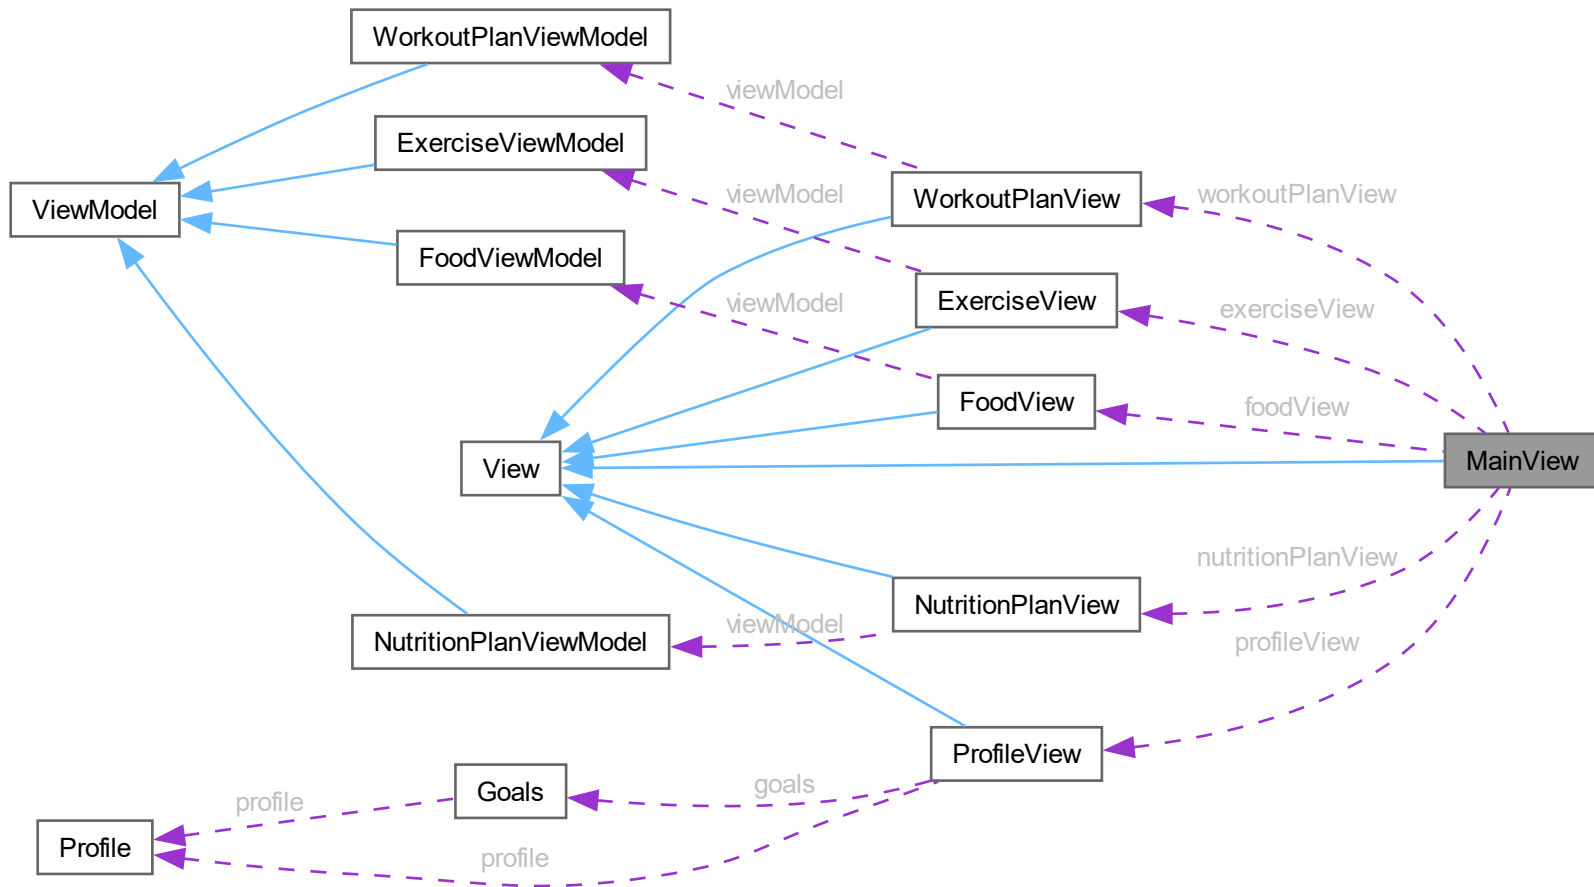 WorkoutPlanViewModel
viewModel
ExerciseViewModel
viewModel
workoutPlanView
WorkoutPlanView
ViewModel
FoodViewModel
viewModel
ExerciseView
exerciseView
FoodView
foodView
View
MainView
nutritionPlanView
NutritionPlanView
viewModel
NutritionPlanViewModel
profileView
ProfileView
goals
Goals
profile
Profile
profile